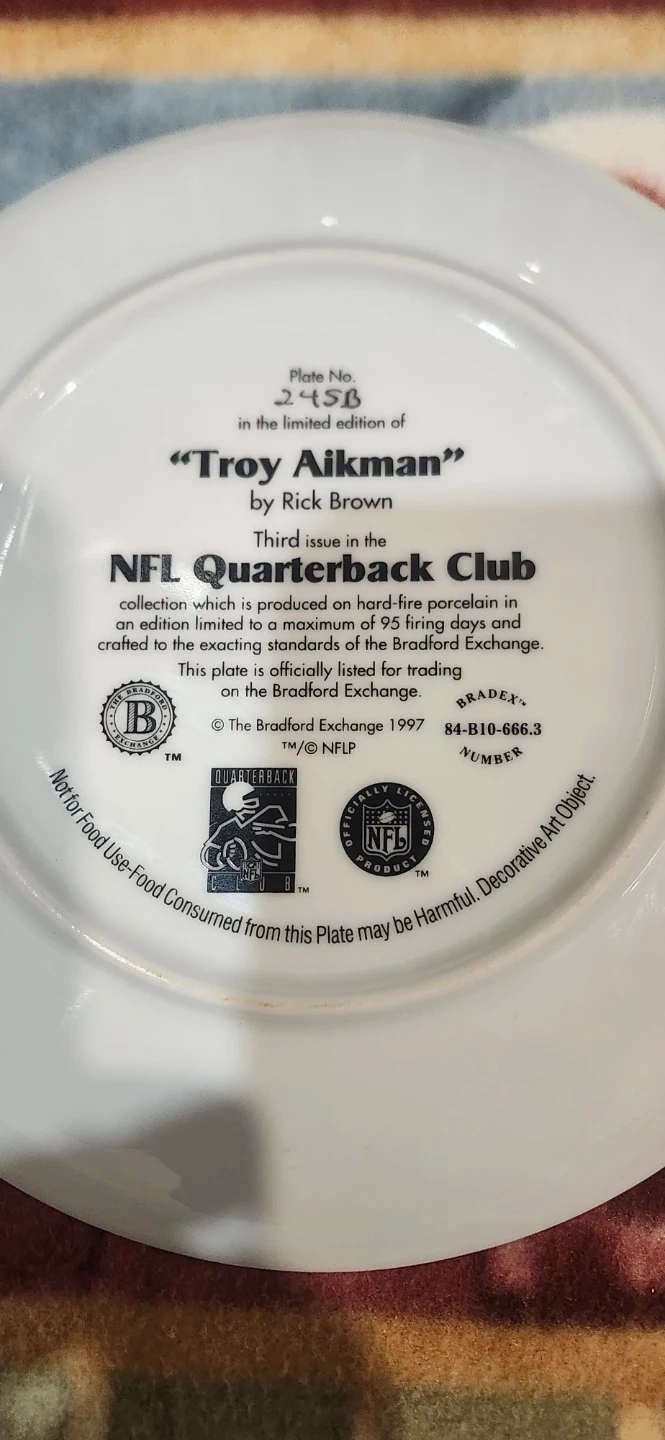 Plate No.
245B
in the limited edition of
“Troy Aikman”
by Rick Brown
Third issue in the
NFL Quarterback Club
collection which is produced on hard-fire porcelain in
an edition limited to a maximum of 95 firing days and
crafted to the exacting standards of the Bradford Exchange.
This plate is officially listed for trading
on the Bradford Exchange.
THE BRADFORD
B
EXCHANGE
TM
© The Bradford Exchange 1997
™/© NFLP
BRADEX™
84-B10-666.3
NUMBER
QUARTERBACK
NFL
CLUB
TM
OFFICIALLY LICENSED
NFL
PRODUCT
TM
Not for Food Use-Food Consumed from this Plate may be Harmful. Decorative Art Object.